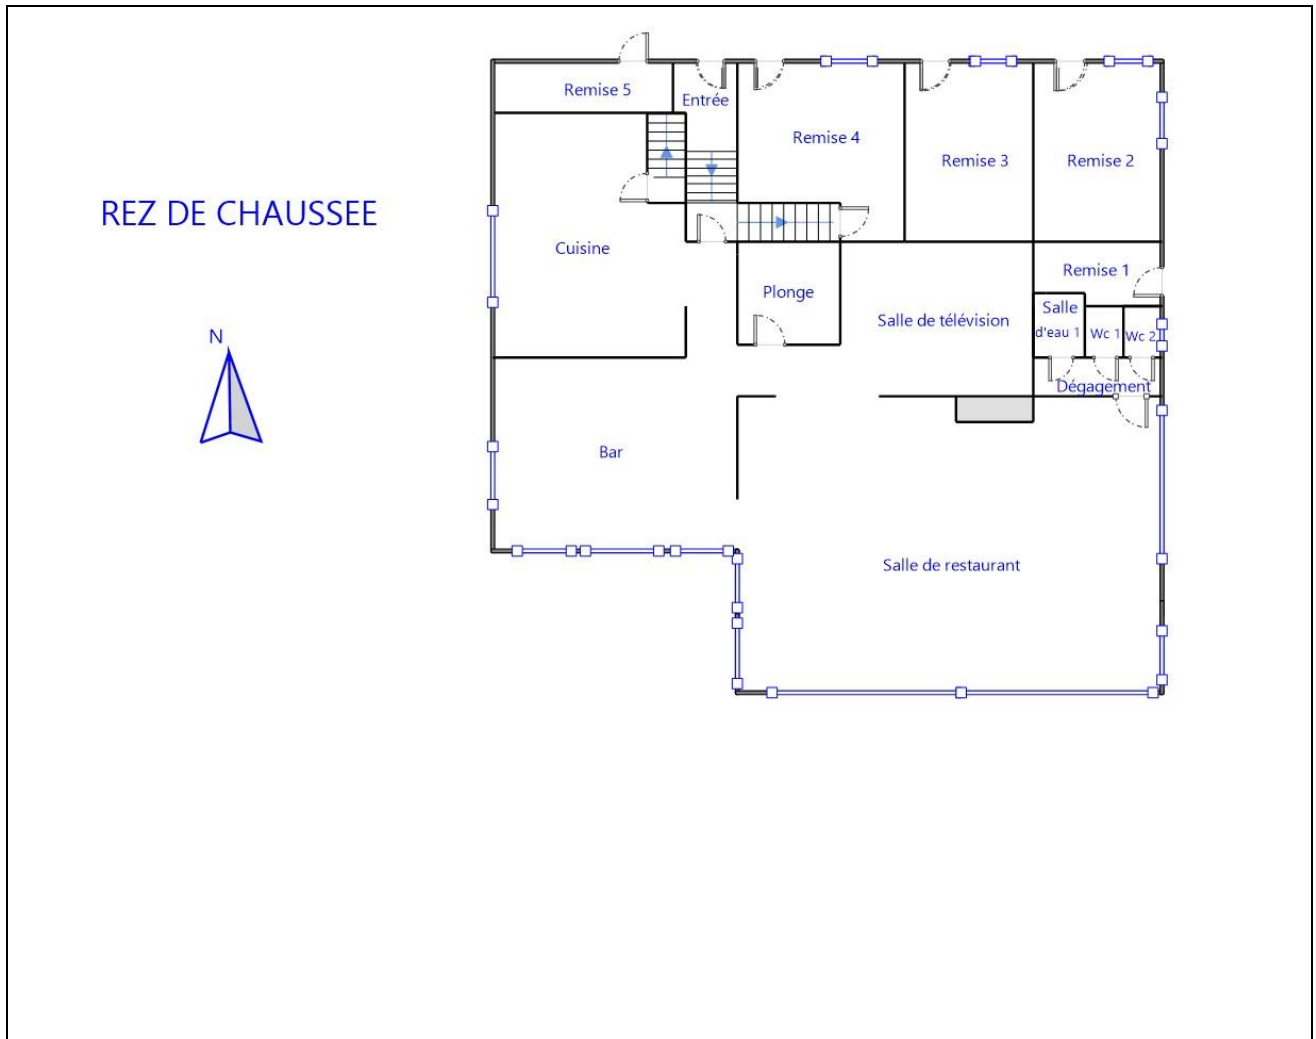 Remise 5
Entrée
Remise 4
Remise 3
Remise 2
REZ DE CHAUSSEE
Cuisine
Remise 1
Plonge
Salle de télévision
Salle
d'eau 1
Wc 1
Wc 2
N
Dégagement
Bar
Salle de restaurant